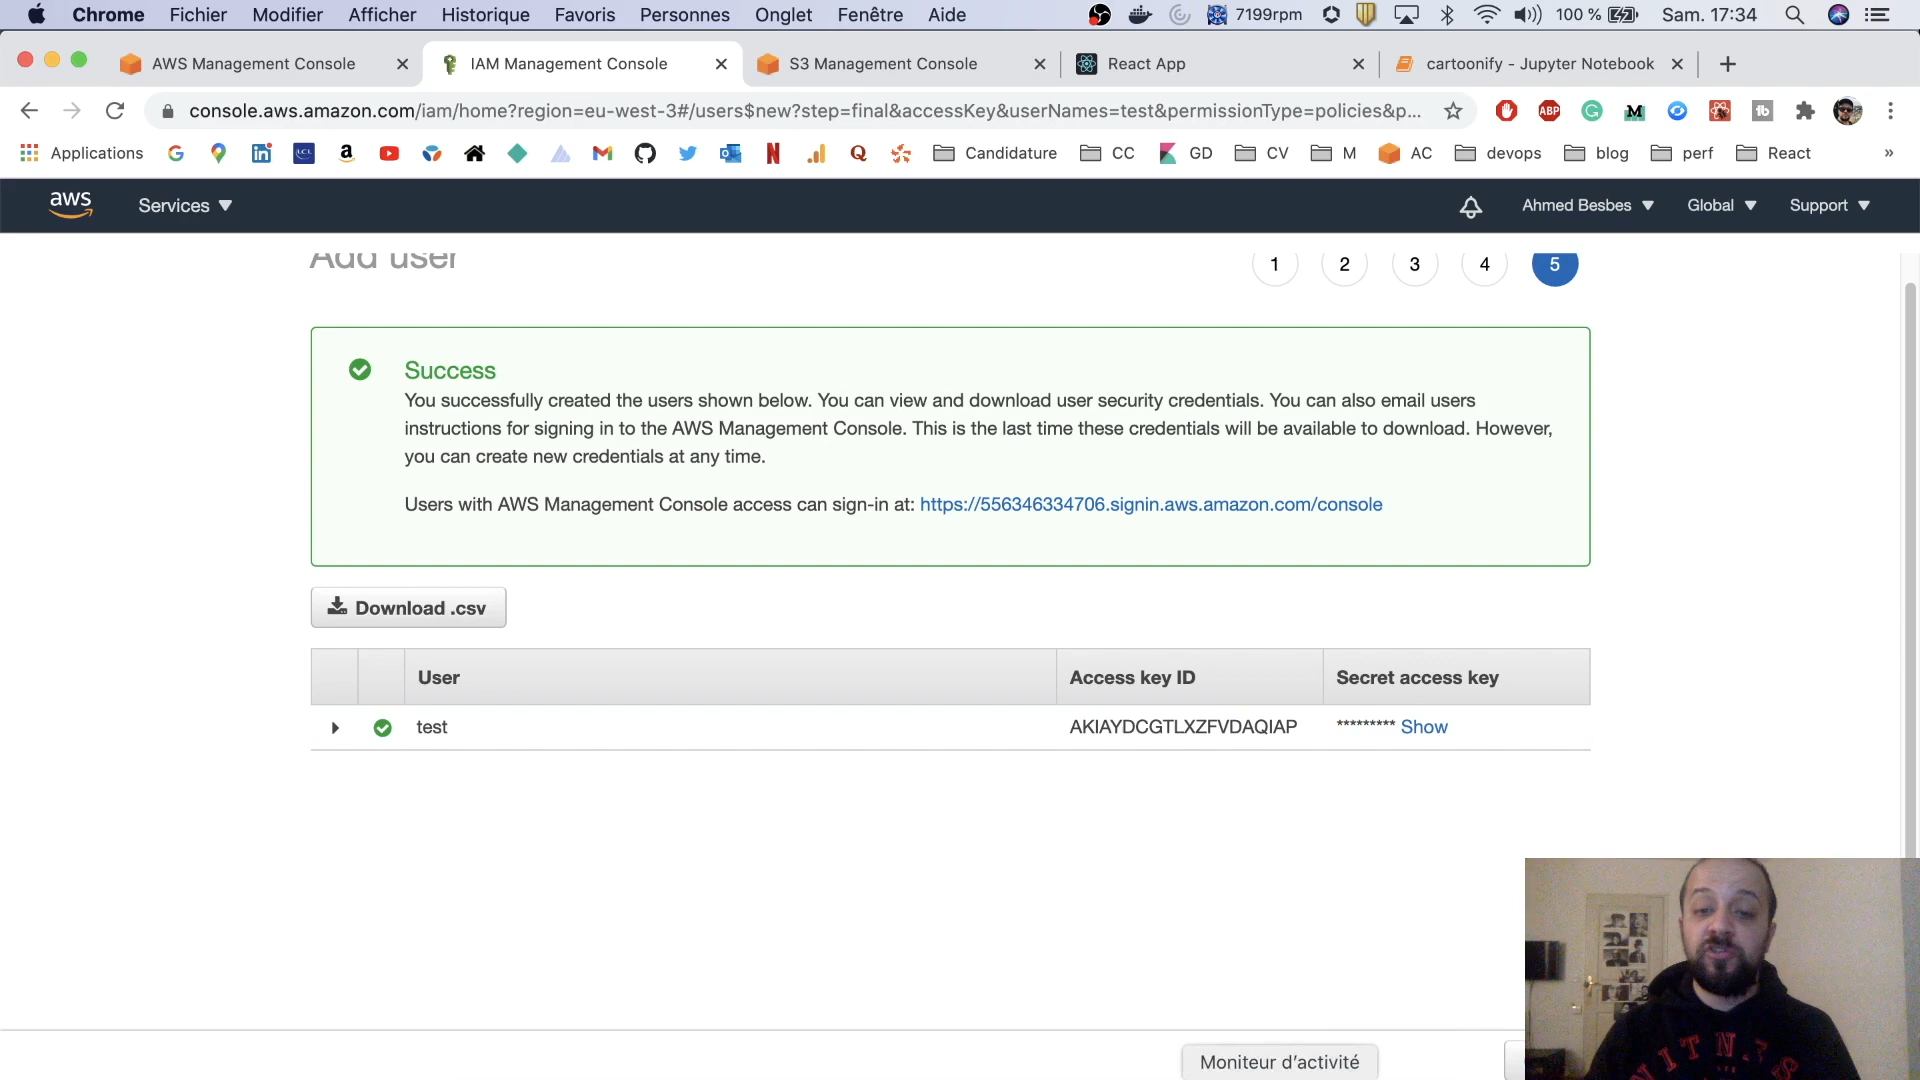 Chrome Fichier Modifier Afficher Historique Favoris Personnes Onglet Fenêtre Aide 7199rpm 100 % Sam. 17:34
AWS Management Console IAM Management Console S3 Management Console React App cartoonify - Jupyter Notebook
console.aws.amazon.com/iam/home?region=eu-west-3#/users$new?step=final&accessKey&userNames=test&permissionType=policies&p... ABP
Applications LCL Candidature CC GD CV M AC devops blog perf React »
aws Services Ahmed Besbes Global Support
Add user 1 2 3 4 5
Success
You successfully created the users shown below. You can view and download user security credentials. You can also email users
instructions for signing in to the AWS Management Console. This is the last time these credentials will be available to download. However,
you can create new credentials at any time.
Users with AWS Management Console access can sign-in at: https://556346334706.signin.aws.amazon.com/console
Download .csv
User Access key ID Secret access key
test AKIAYDCGTLXZFVDAQIAP ********* Show
Moniteur d'activité